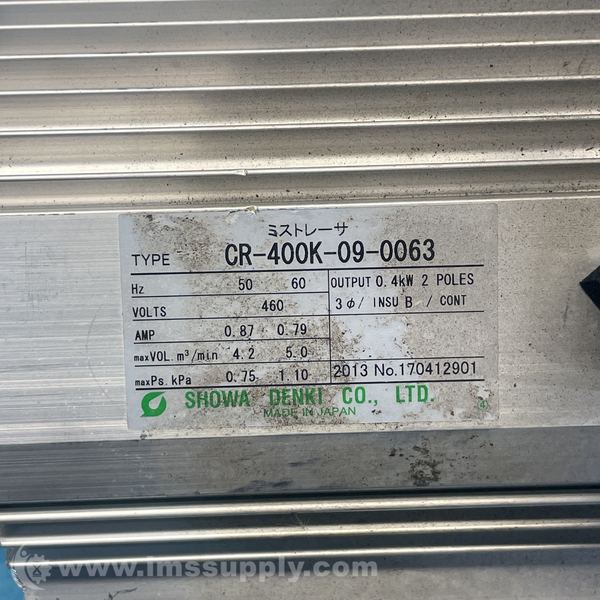 ミストレーサ
TYPE CR-400K-09-0063
Hz 50 60 OUTPUT 0.4kW 2 POLES
VOLTS 460 3φ/ INSU B / CONT
AMP 0.87 0.79
maxVOL m³/min 4.2 5.0
maxPs. kPa 0.75 1.10 2013 No.170412901
SHOWA DENKI CO., LTD.
MADE IN JAPAN
④
www.imssupply.com